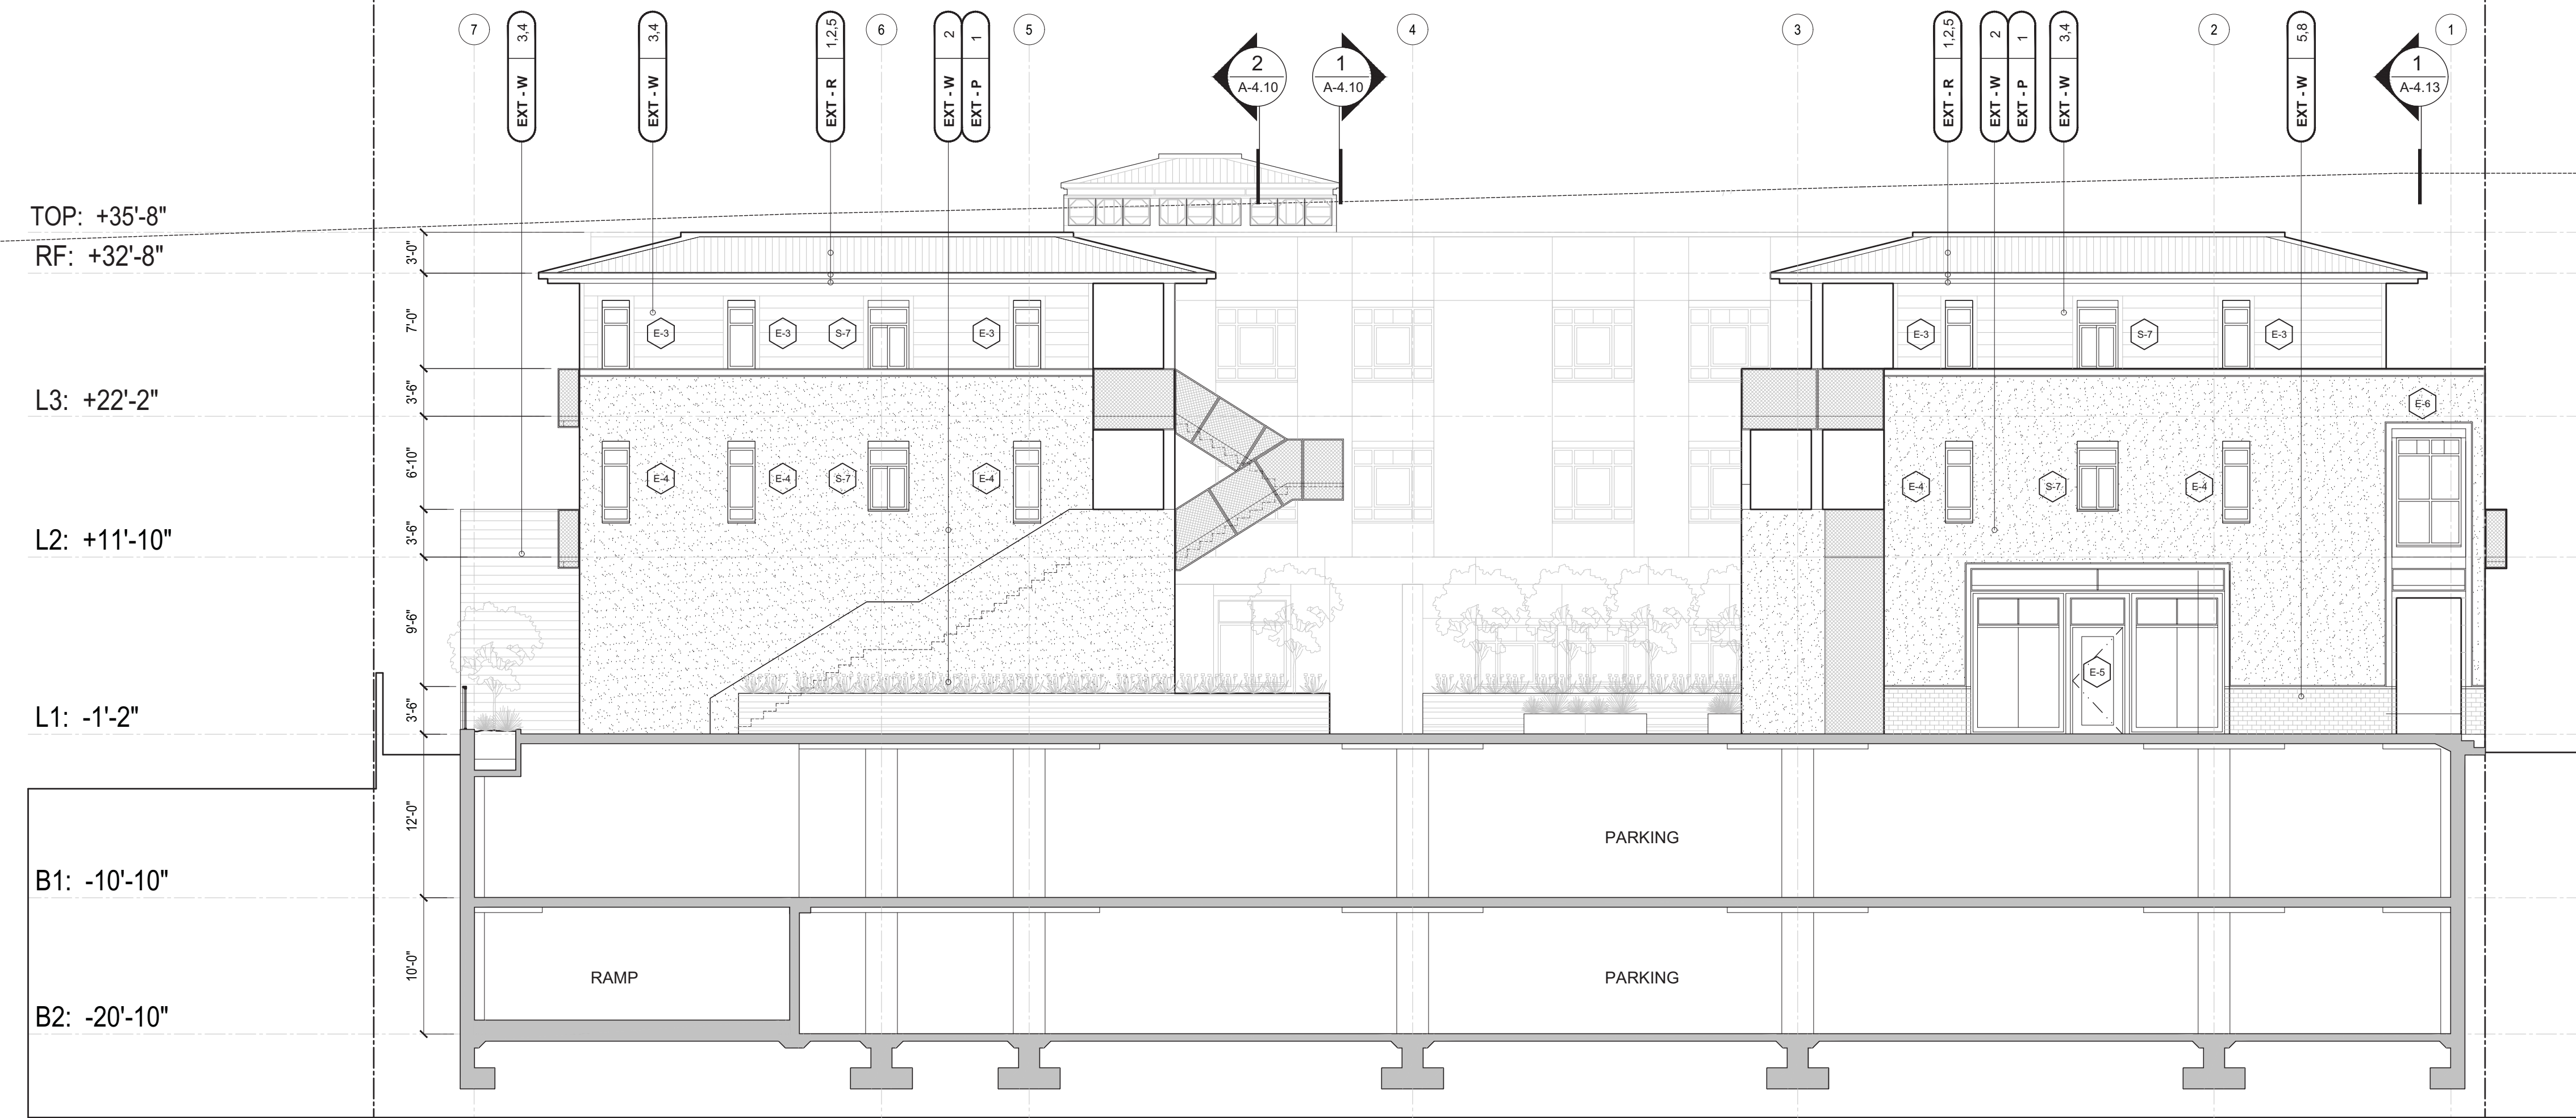 7
EXT - W 3,4
EXT - W 3,4
EXT - R 1,2,5
6
EXT - W 2
EXT - P 1
5
2
A-4.10
1
A-4.10
4
3
EXT - R 1,2,5
EXT - W 2
EXT - P 1
EXT - W 3,4
2
EXT - W 5,8
1
A-4.13
1
TOP: +35'-8"
RF: +32'-8"
3'-0"
7'-0"
E-3
E-3
S-7
E-3
E-3
S-7
E-3
L3: +22'-2"
3'-6"
E-6
6'-10"
E-4
E-4
S-7
E-4
E-4
S-7
E-4
L2: +11'-10"
3'-6"
9'-6"
E-5
L1: -1'-2"
3'-6"
12'-0"
PARKING
B1: -10'-10"
10'-0"
RAMP
PARKING
B2: -20'-10"